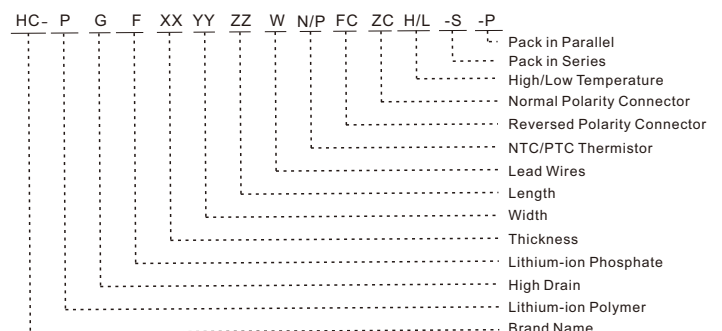 HC- P G F XX YY ZZ W N/P FC ZC H/L -S -P
Pack in Parallel
Pack in Series
High/Low Temperature
Normal Polarity Connector
Reversed Polarity Connector
NTC/PTC Thermistor
Lead Wires
Length
Width
Thickness
Lithium-ion Phosphate
High Drain
Lithium-ion Polymer
Brand Name